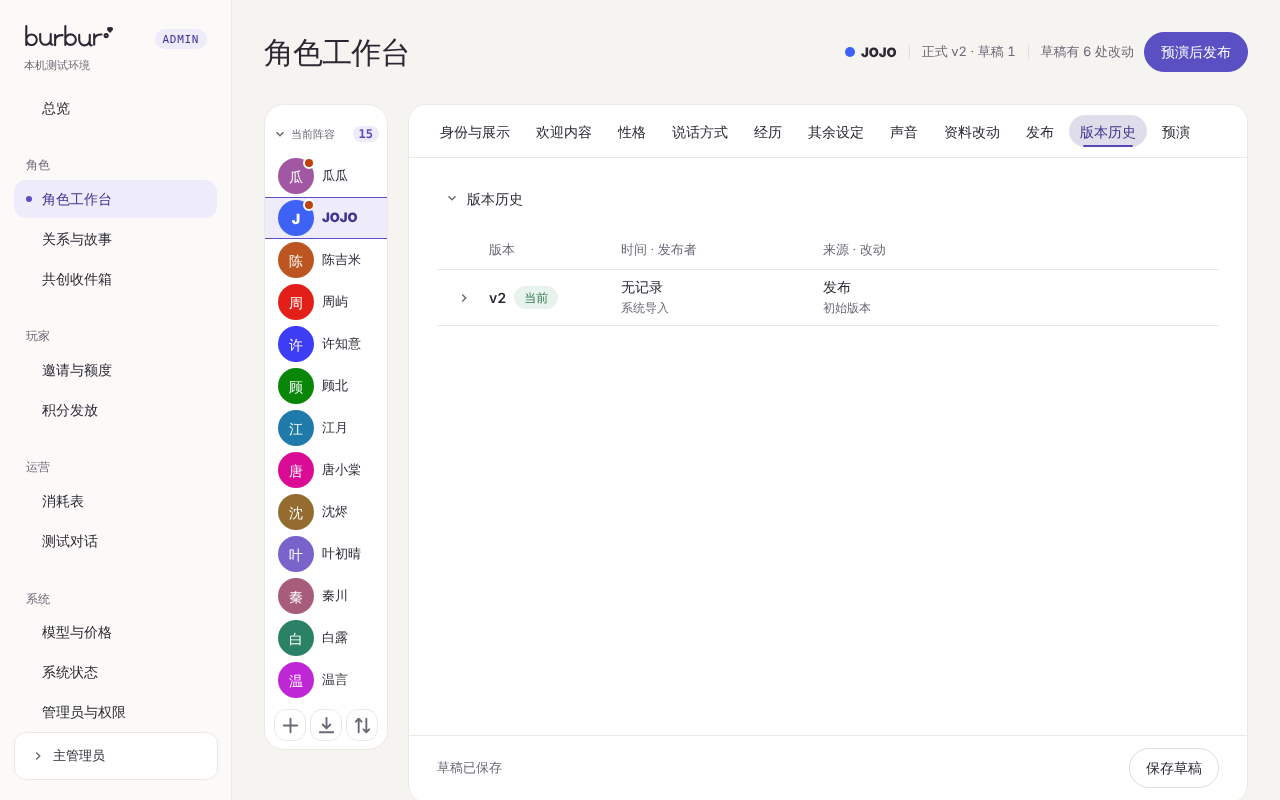 burbur
ADMIN
本机测试环境
总览
角色
角色工作台
关系与故事
共创收件箱
玩家
邀请与额度
积分发放
运营
消耗表
测试对话
系统
模型与价格
系统状态
管理员与权限
主管理员
角色工作台
JOJO
正式 v2 · 草稿 1
草稿有 6 处改动
预演后发布
当前阵容 15
瓜 瓜瓜
J JOJO
陈 陈吉米
周 周屿
许 许知意
顾 顾北
江 江月
唐 唐小棠
沈 沈烬
叶 叶初晴
秦 秦川
白 白露
温 温言
身份与展示 欢迎内容 性格 说话方式 经历 其余设定 声音 资料改动 发布 版本历史 预演
版本历史
版本 时间 · 发布者 来源 · 改动
v2 当前 无记录 发布
系统导入 初始版本
草稿已保存
保存草稿